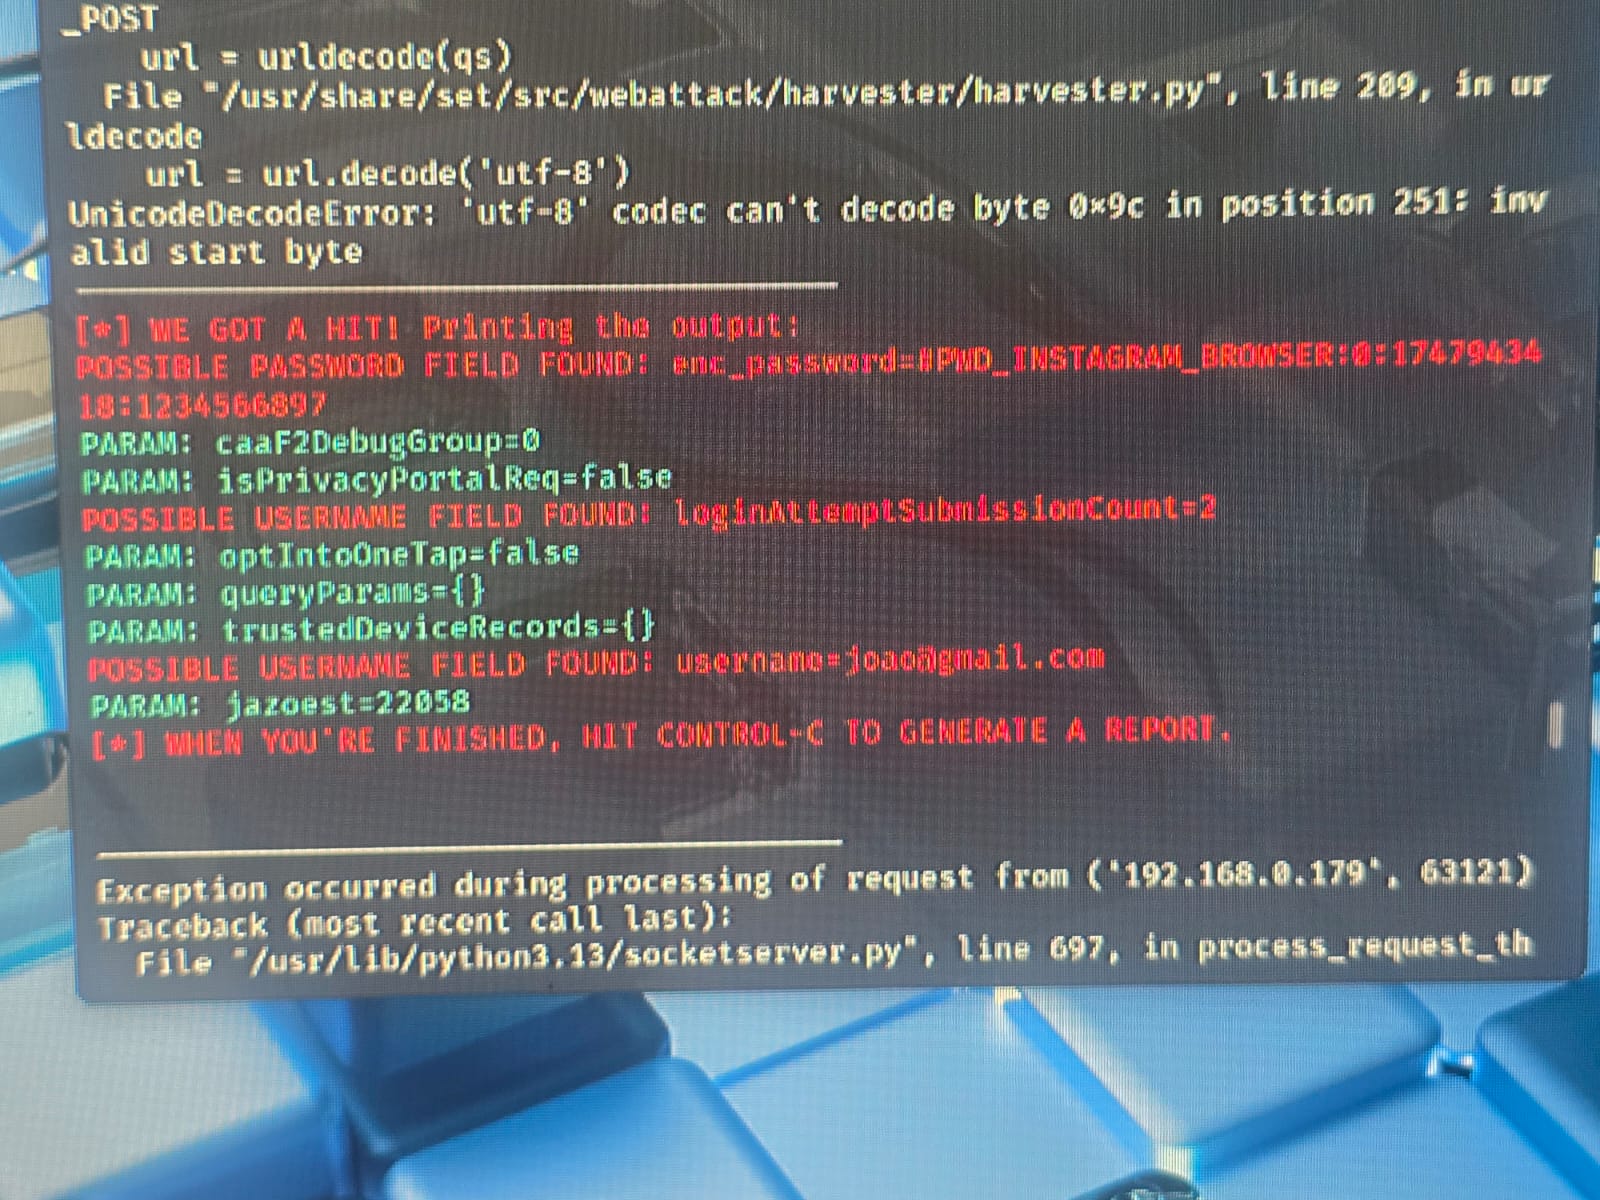 _POST
url = urldecode(qs)
File "/usr/share/set/src/webattack/harvester/harvester.py", line 209, in ur
ldecode
url = url.decode('utf-8')
UnicodeDecodeError: 'utf-8' codec can't decode byte 0x9c in position 251: inv
alid start byte
[*] WE GOT A HIT! Printing the output:
POSSIBLE PASSWORD FIELD FOUND: enc_password=#PWD_INSTAGRAM_BROWSER:0:17479434
18:1234566897
PARAM: caaF2DebugGroup=0
PARAM: isPrivacyPortalReq=false
POSSIBLE USERNAME FIELD FOUND: loginAttemptSubmissionCount=2
PARAM: optIntoOneTap=false
PARAM: queryParams={}
PARAM: trustedDeviceRecords={}
POSSIBLE USERNAME FIELD FOUND: username=joao@gmail.com
PARAM: jazoest=22058
[*] WHEN YOU'RE FINISHED, HIT CONTROL-C TO GENERATE A REPORT.
Exception occurred during processing of request from ('192.168.0.179', 63121)
Traceback (most recent call last):
File "/usr/lib/python3.13/socketserver.py", line 697, in process_request_th